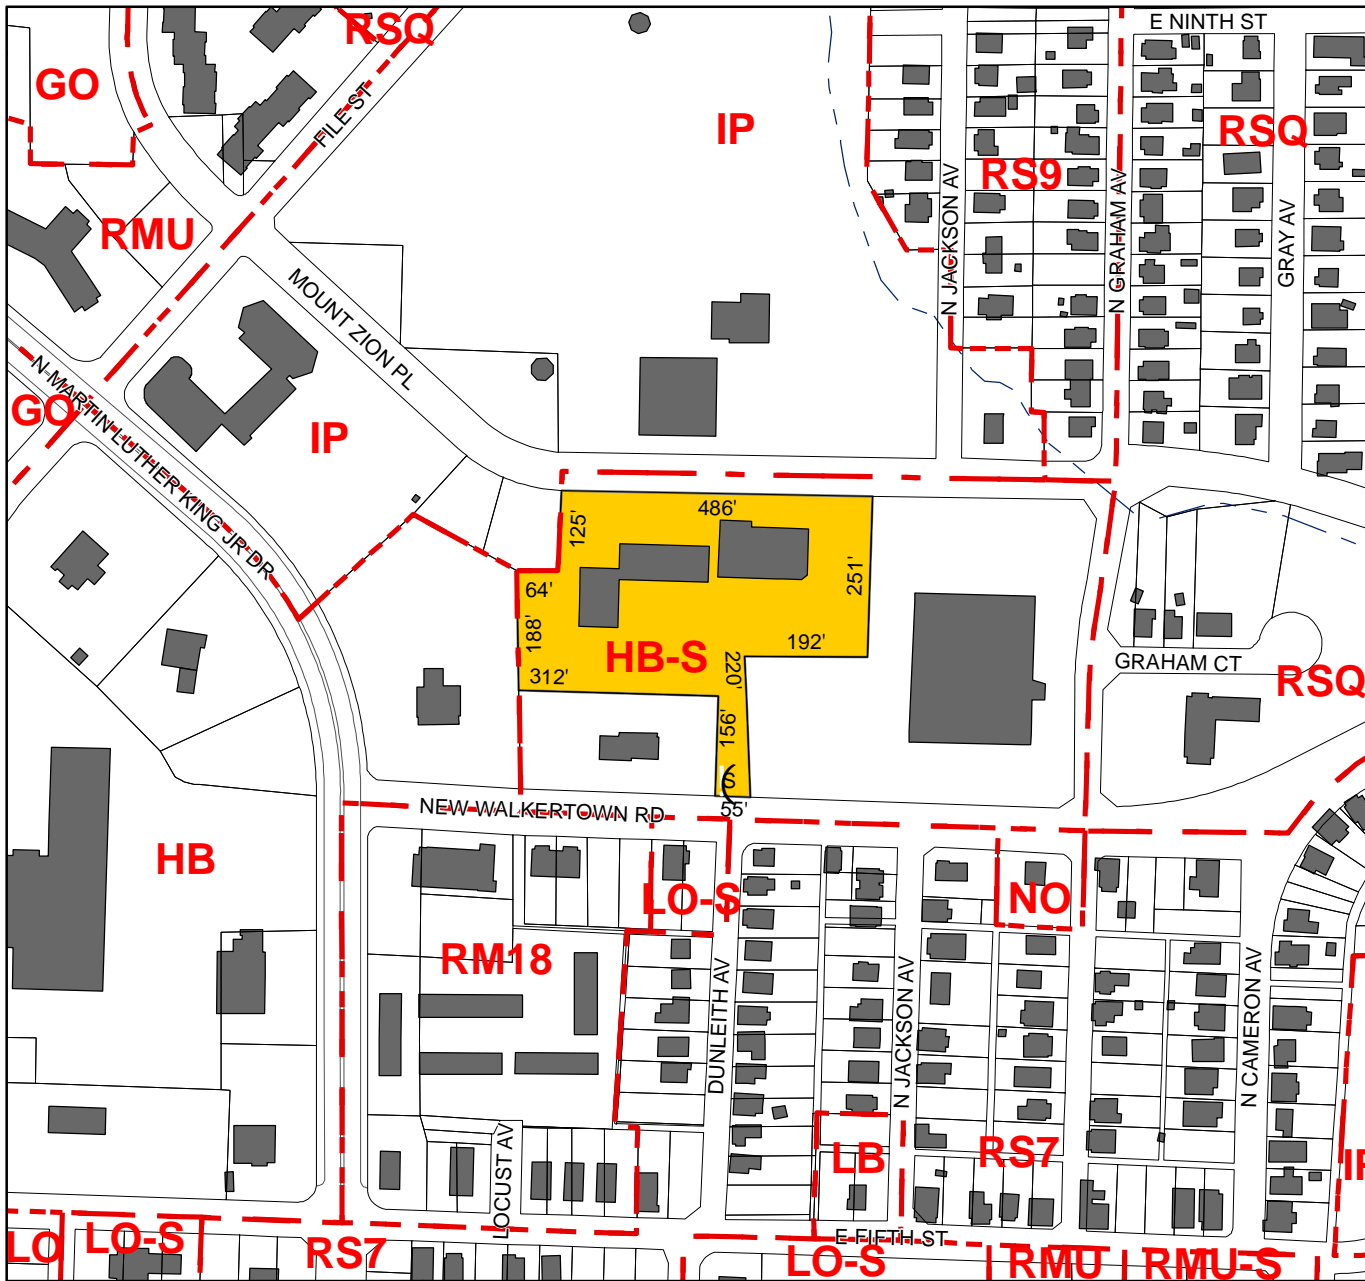 E NINTH ST
RSQ
GO
FILE ST
IP
RSQ
RS9
N JACKSON AV
N GRAHAM AV
GRAY AV
RMU
MOUNT ZION PL
N MARTIN LUTHER KING JR DR
GO
IP
486'
125'
251'
64'
188'
192'
HB-S
220'
312'
156'
S
55'
GRAHAM CT
RSQ
NEW WALKERTOWN RD
HB
LO-S
NO
RM18
DUNLEITH AV
N JACKSON AV
N CAMERON AV
LOCUST AV
LB
RS7
IP
E FIFTH ST
LO
LO-S
RS7
LO-S
RMU
RMU-S